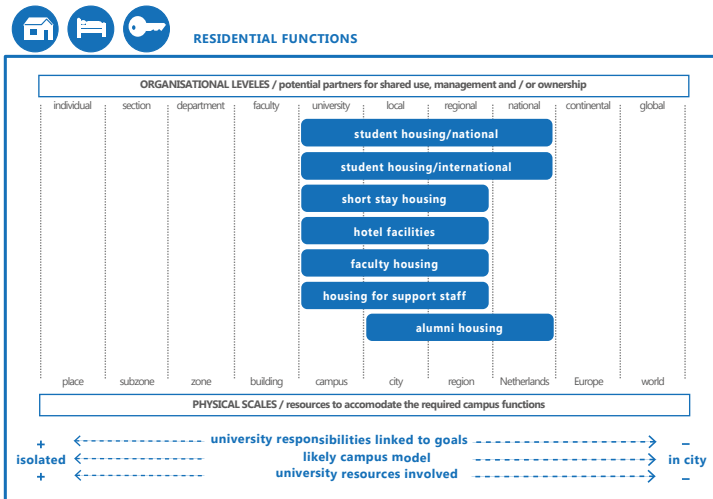 RESIDENTIAL FUNCTIONS
ORGANISATIONAL LEVELES / potential partners for shared use, management and / or ownership
individual section department faculty university local regional national continental global
student housing/national
student housing/international
short stay housing
hotel facilities
faculty housing
housing for support staff
alumni housing
place subzone zone building campus city region Netherlands Europe world
PHYSICAL SCALES / resources to accomodate the required campus functions
+ university responsibilities linked to goals –
isolated likely campus model in city
+ university resources involved –